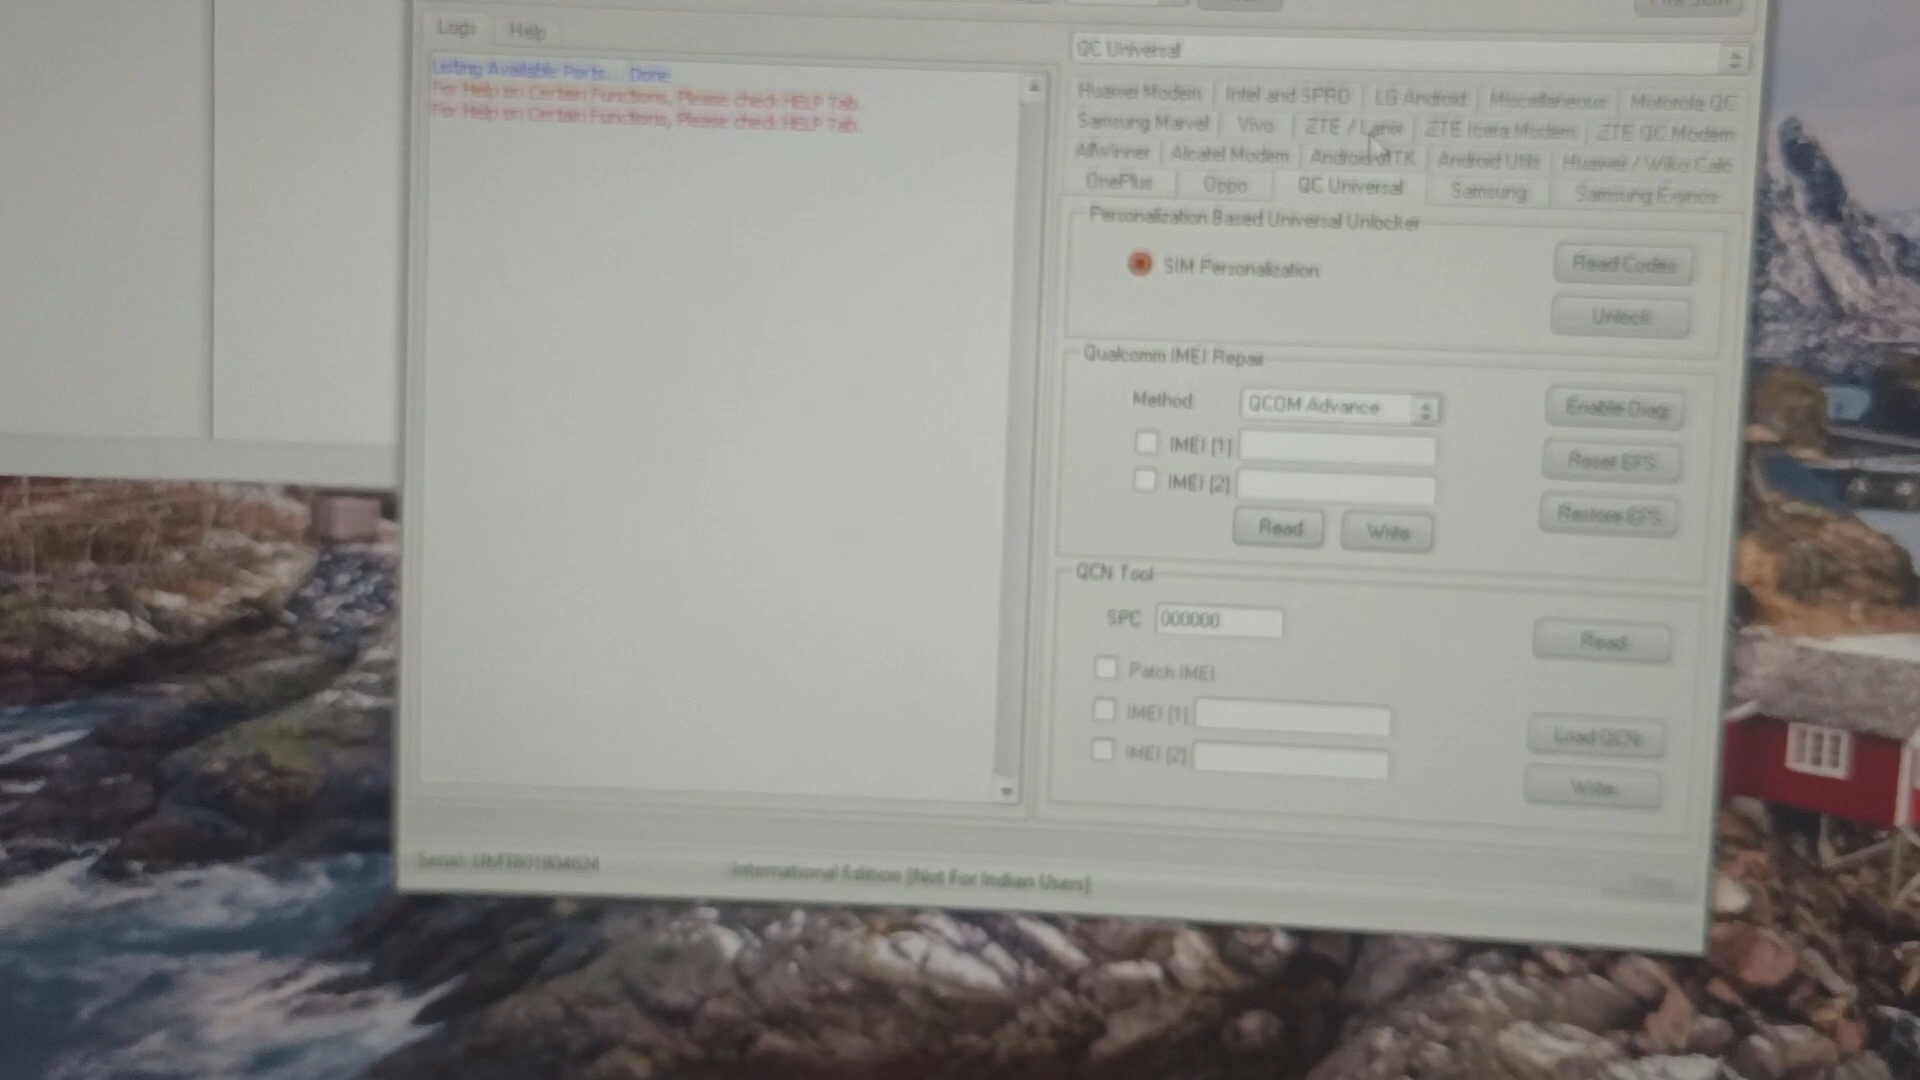 Logs Help
Listing Available Ports... Done
For Help on Certain Functions, Please check HELP Tab.
For Help on Certain Functions, Please check HELP Tab.
QC Universal
Huawei Modem Intel and SPRD LG Android Miscellaneous Motorola QC
Samsung Marvel Vivo ZTE / Lanix ZTE Icera Modem ZTE QC Modem
AllWinner Alcatel Modem Android MTK Android Utils Huawei / Wiko Calc
OnePlus Oppo QC Universal Samsung Samsung Exynos
Personalization Based Universal Unlocker
SIM Personalization
Read Codes
Unlock
Qualcomm IMEI Repair
Method QCOM Advance
Enable Diag
IMEI [1]
Reset EFS
IMEI [2]
Restore EFS
Read Write
QCN Tool
SPC 000000
Read
Patch IMEI
IMEI [1]
Load QCN
IMEI [2]
Write
International Edition [Not For Indian Users]